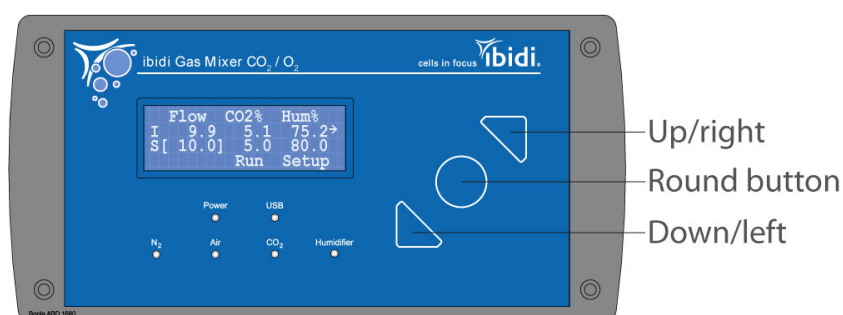 ibidi Gas Mixer CO₂ / O₂
cells in focus ibidi.
Flow CO2% Hum%
I 9.9 5.1 75.2→
S[ 10.0] 5.0 80.0
Run Setup
Up/right
Round button
Down/left
Power USB
N₂ Air CO₂ Humidifier